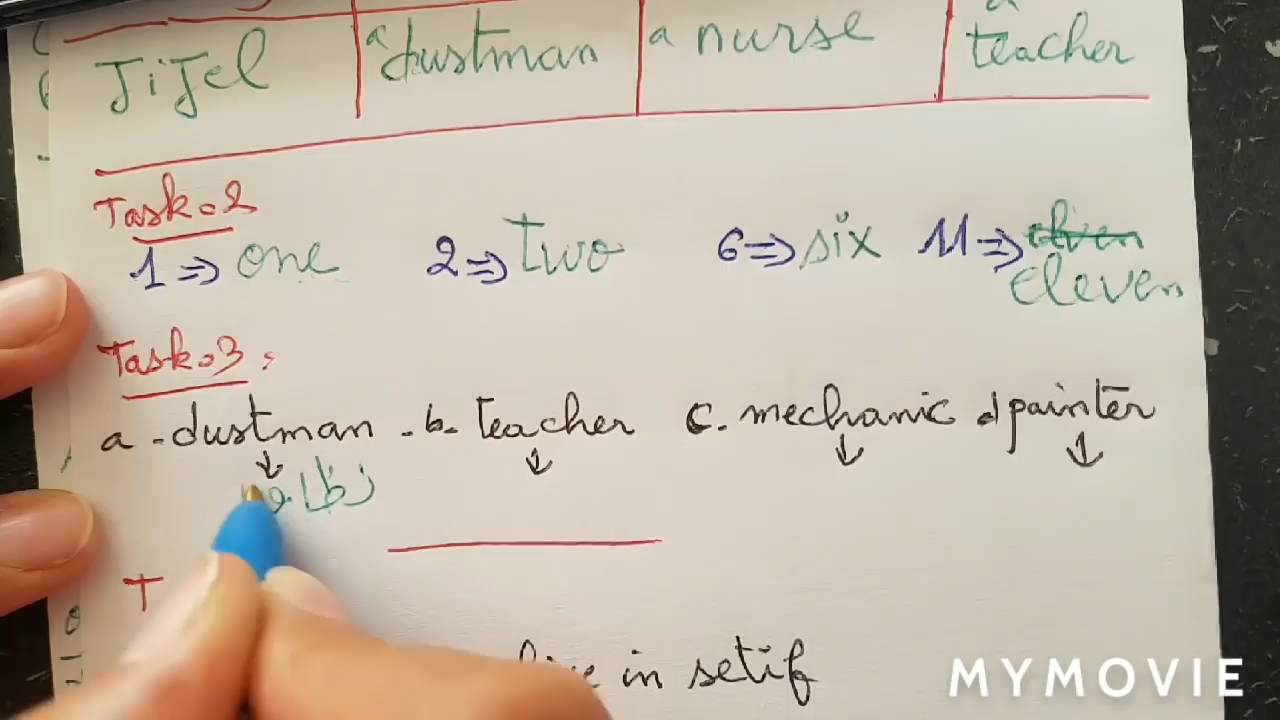 JiJel a dustman a nurse a teacher
Task.2
1 => one 2 => two 6 => six 11 => eleven
eleven
Task.3:
a - dustman . b. teacher c. mechanic d painter
T
in setif
MYMOVIE